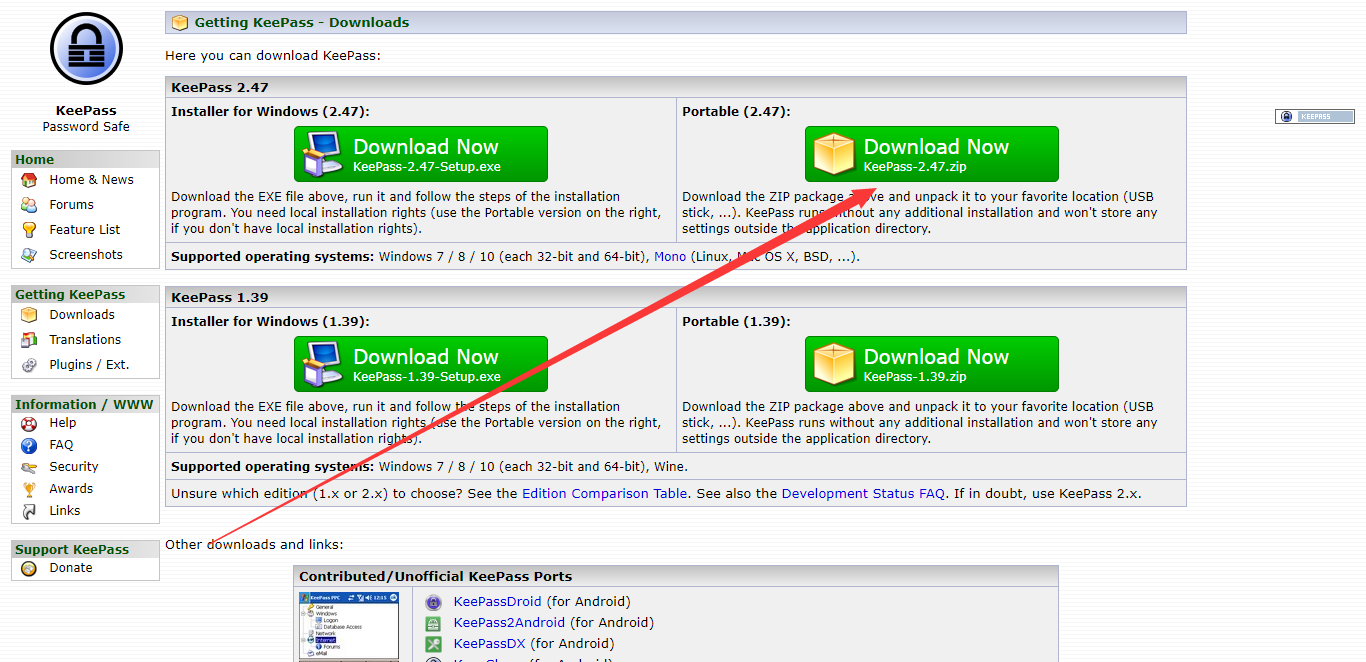 KeePass
Password Safe
Home
Home & News
Forums
Feature List
Screenshots
Getting KeePass
Downloads
Translations
Plugins / Ext.
Information / WWW
Help
FAQ
Security
Awards
Links
Support KeePass
Donate
Getting KeePass - Downloads
Here you can download KeePass:
KeePass 2.47
Installer for Windows (2.47):
Download Now
KeePass-2.47-Setup.exe
Download the EXE file above, run it and follow the steps of the installation
program. You need local installation rights (use the Portable version on the right,
if you don't have local installation rights).
Portable (2.47):
Download Now
KeePass-2.47.zip
Download the ZIP package above and unpack it to your favorite location (USB
stick, ...). KeePass runs without any additional installation and won't store any
settings outside the application directory.
Supported operating systems: Windows 7 / 8 / 10 (each 32-bit and 64-bit), Mono (Linux, Mac OS X, BSD, ...).
KeePass 1.39
Installer for Windows (1.39):
Download Now
KeePass-1.39-Setup.exe
Download the EXE file above, run it and follow the steps of the installation
program. You need local installation rights (use the Portable version on the right,
if you don't have local installation rights).
Portable (1.39):
Download Now
KeePass-1.39.zip
Download the ZIP package above and unpack it to your favorite location (USB
stick, ...). KeePass runs without any additional installation and won't store any
settings outside the application directory.
Supported operating systems: Windows 7 / 8 / 10 (each 32-bit and 64-bit), Wine.
Unsure which edition (1.x or 2.x) to choose? See the Edition Comparison Table. See also the Development Status FAQ. If in doubt, use KeePass 2.x.
Other downloads and links:
Contributed/Unofficial KeePass Ports
KeePass PPC 12:15
General
Windows
Logon
Database Access
Network
Internet
Forums
eMail
KeePassDroid (for Android)
KeePass2Android (for Android)
KeePassDX (for Android)
KEEPASS